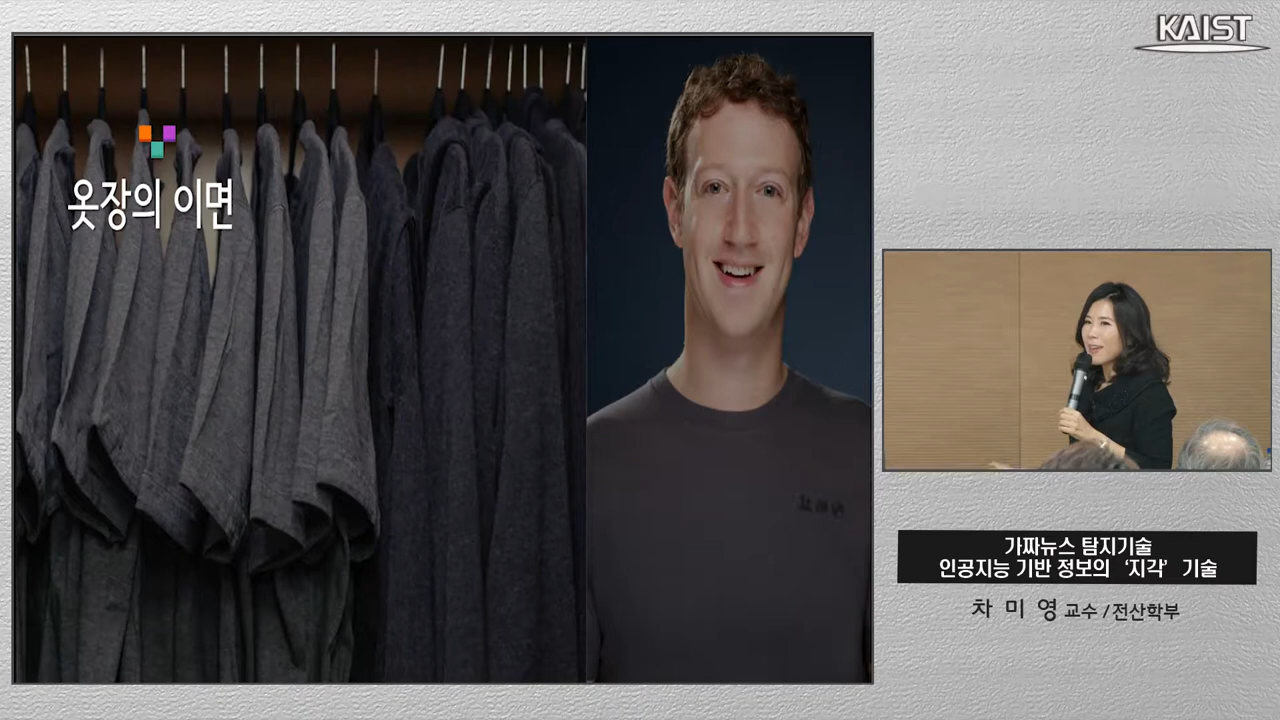 KAIST
옷장의 이면
가짜뉴스 탐지기술
인공지능 기반 정보의 ‘지각’ 기술
차 미 영 교수 / 전산학부